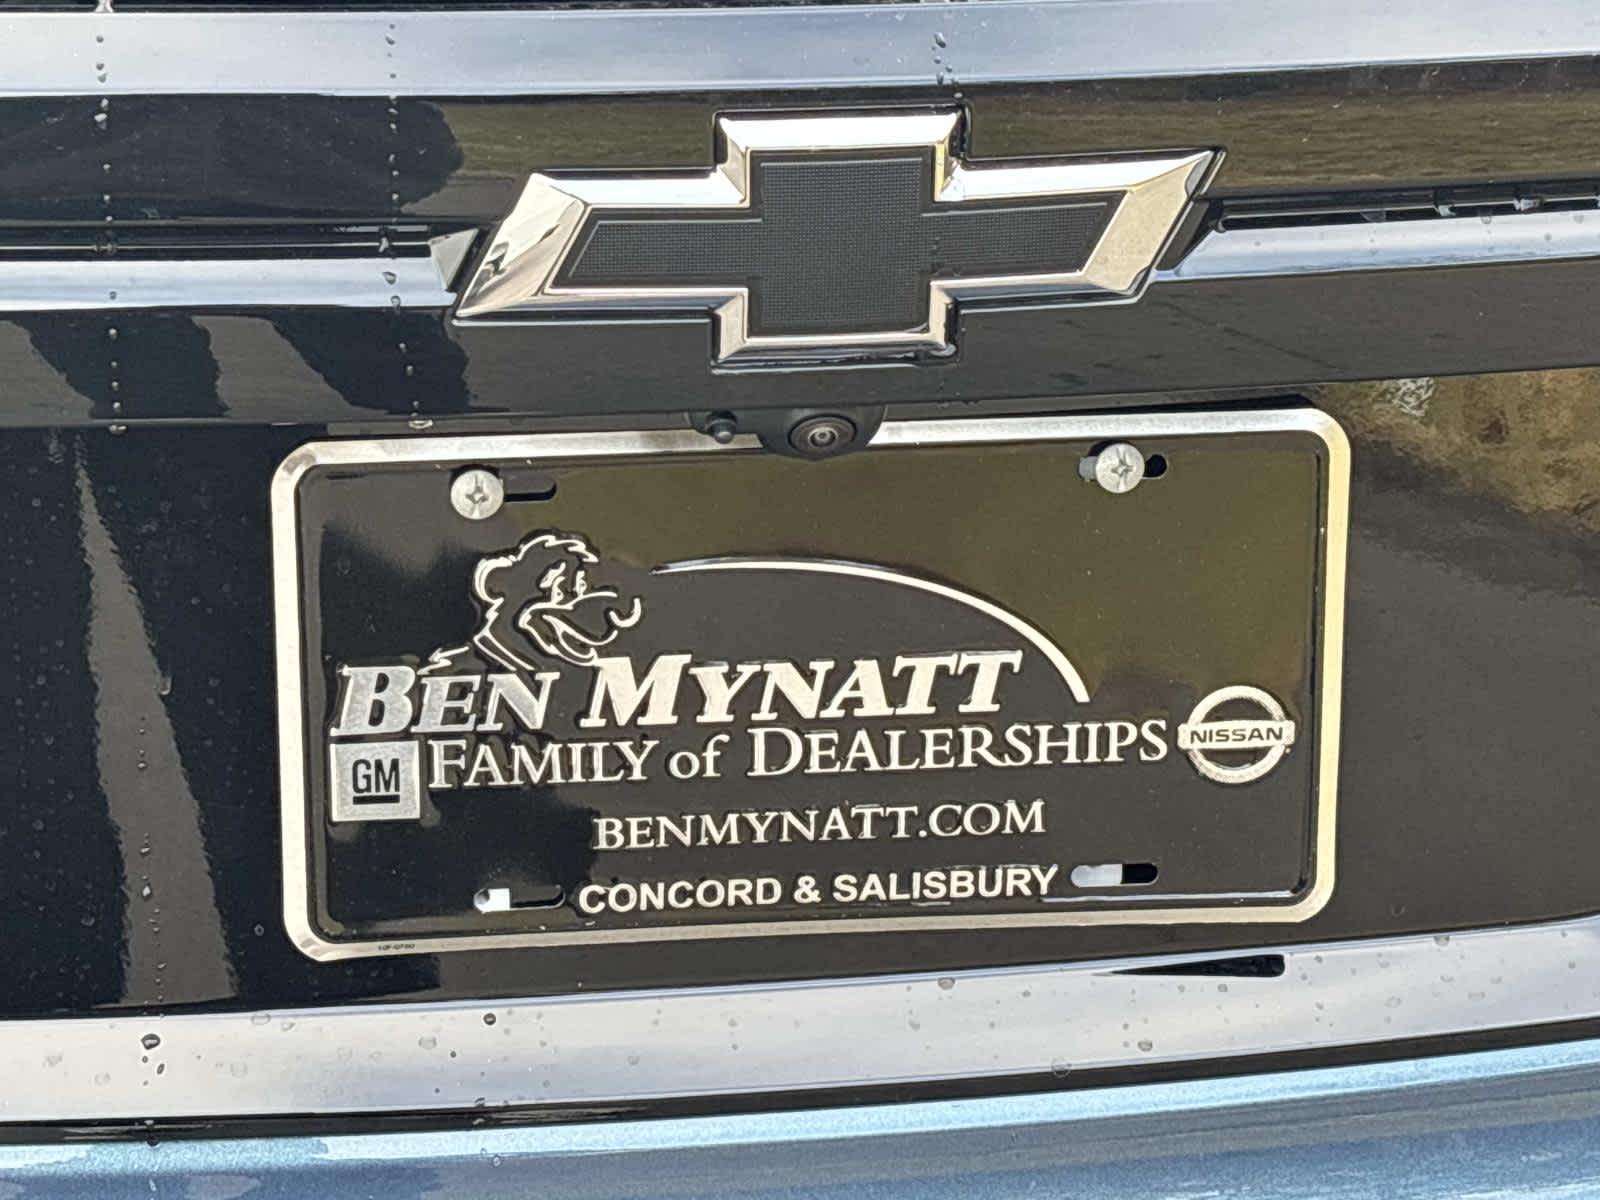 BEN MYNATT
GM FAMILY of DEALERSHIPS NISSAN
BENMYNATT.COM
CONCORD & SALISBURY